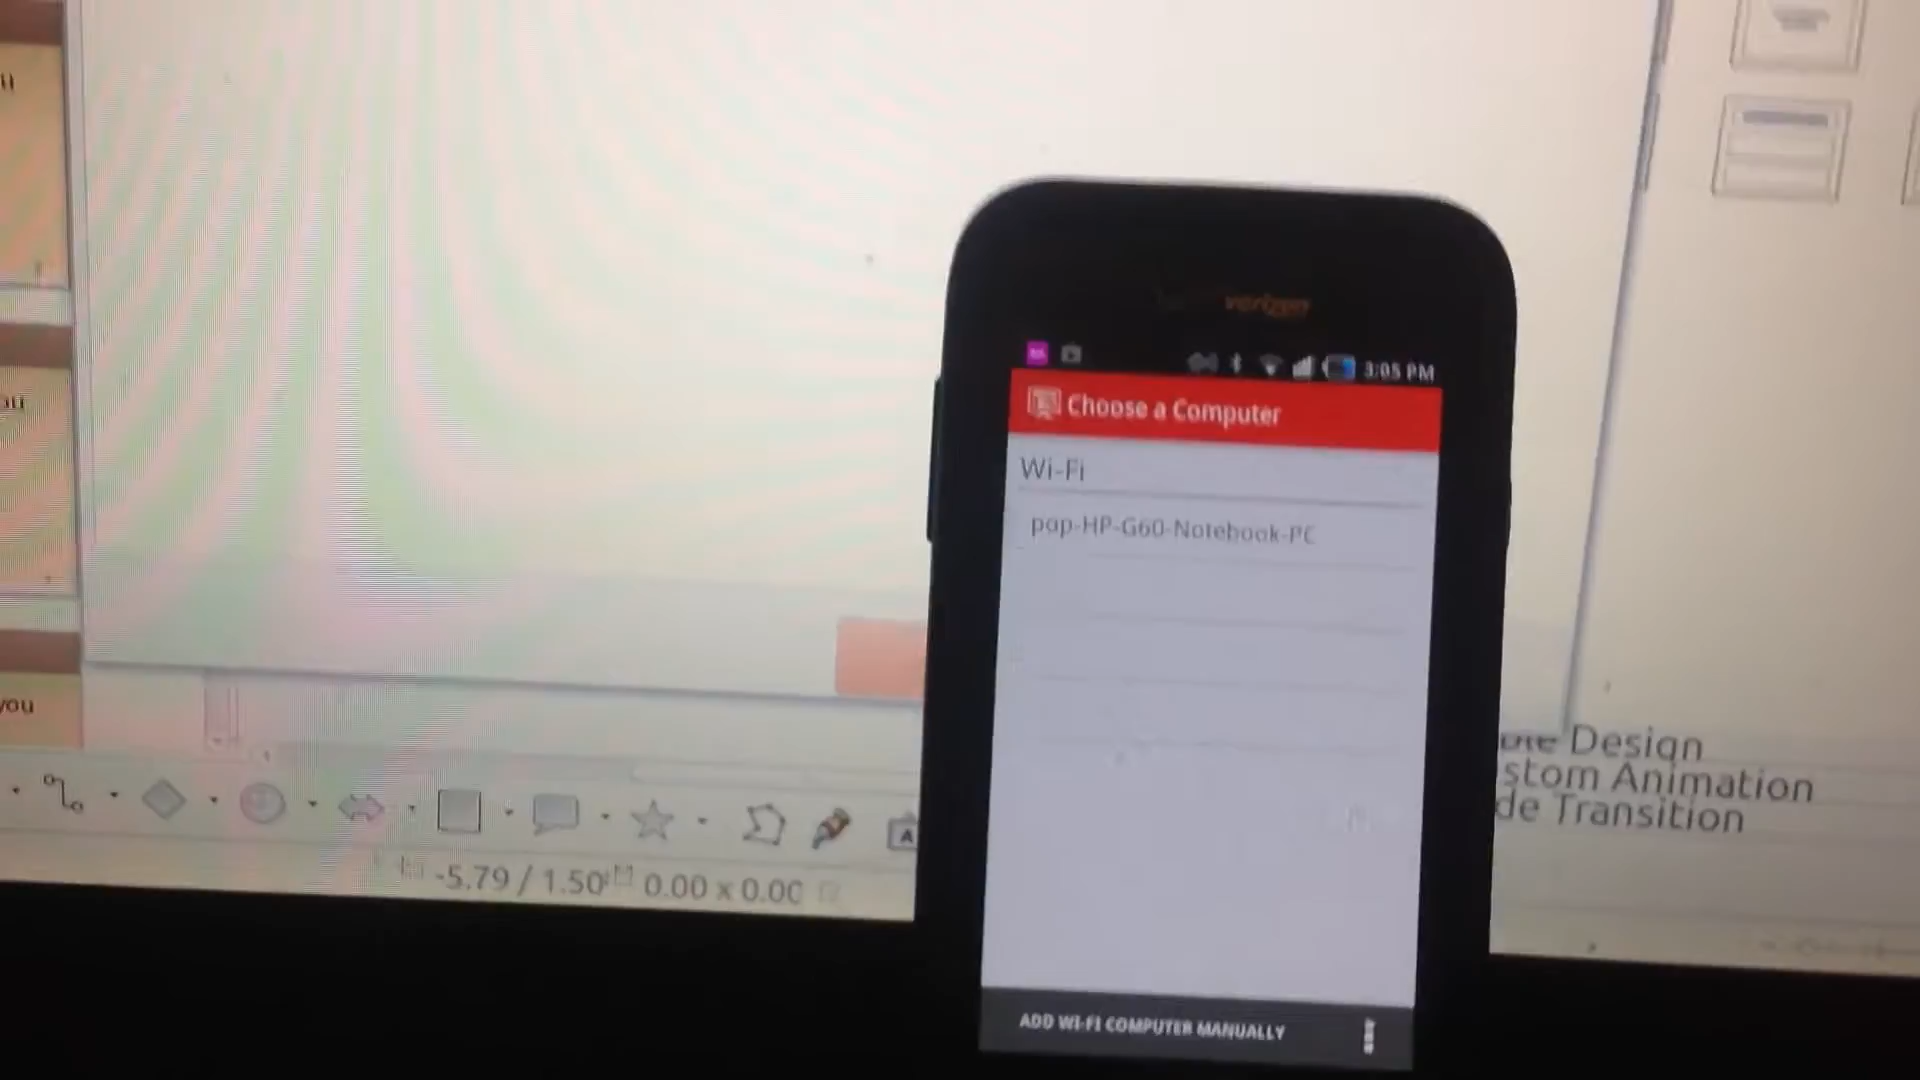 verizon
3:05 PM
Choose a Computer
Wi-Fi
pop-HP-G60-Notebook-PC
ADD WI-FI COMPUTER MANUALLY
you
Design
stom Animation
de Transition
A
-5.79 / 1.50
0.00 x 0.00